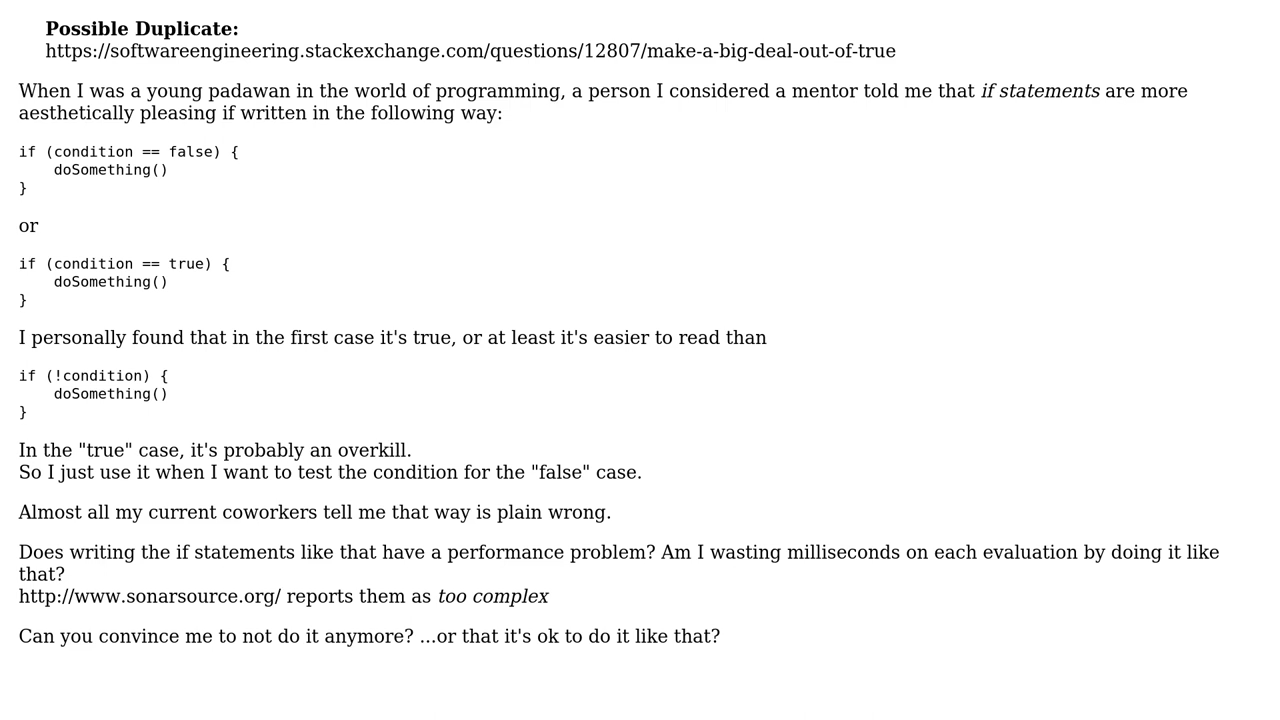 Possible Duplicate:
https://softwareengineering.stackexchange.com/questions/12807/make-a-big-deal-out-of-true
When I was a young padawan in the world of programming, a person I considered a mentor told me that if statements are more
aesthetically pleasing if written in the following way:
if (condition == false) {
    doSomething()
}
or
if (condition == true) {
    doSomething()
}
I personally found that in the first case it's true, or at least it's easier to read than
if (!condition) {
    doSomething()
}
In the "true" case, it's probably an overkill.
So I just use it when I want to test the condition for the "false" case.
Almost all my current coworkers tell me that way is plain wrong.
Does writing the if statements like that have a performance problem? Am I wasting milliseconds on each evaluation by doing it like
that?
http://www.sonarsource.org/ reports them as too complex
Can you convince me to not do it anymore? ...or that it's ok to do it like that?